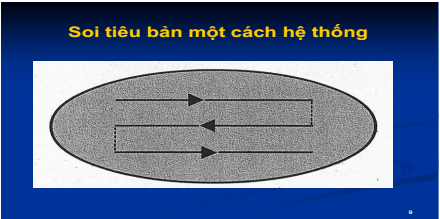 Soi tiêu bản một cách hệ thống
9